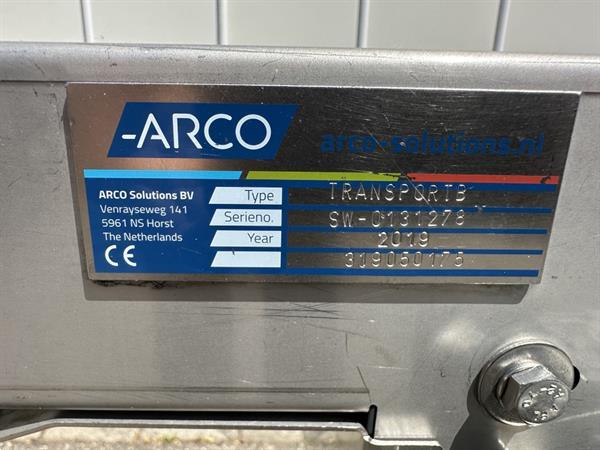 -ARCO
arco-solutions.nl
ARCO Solutions BV
Venrayseweg 141
5961 NS Horst
The Netherlands
CE
Type TRANSPORTB
Serieno. SW-0131278
Year 2019
319050175